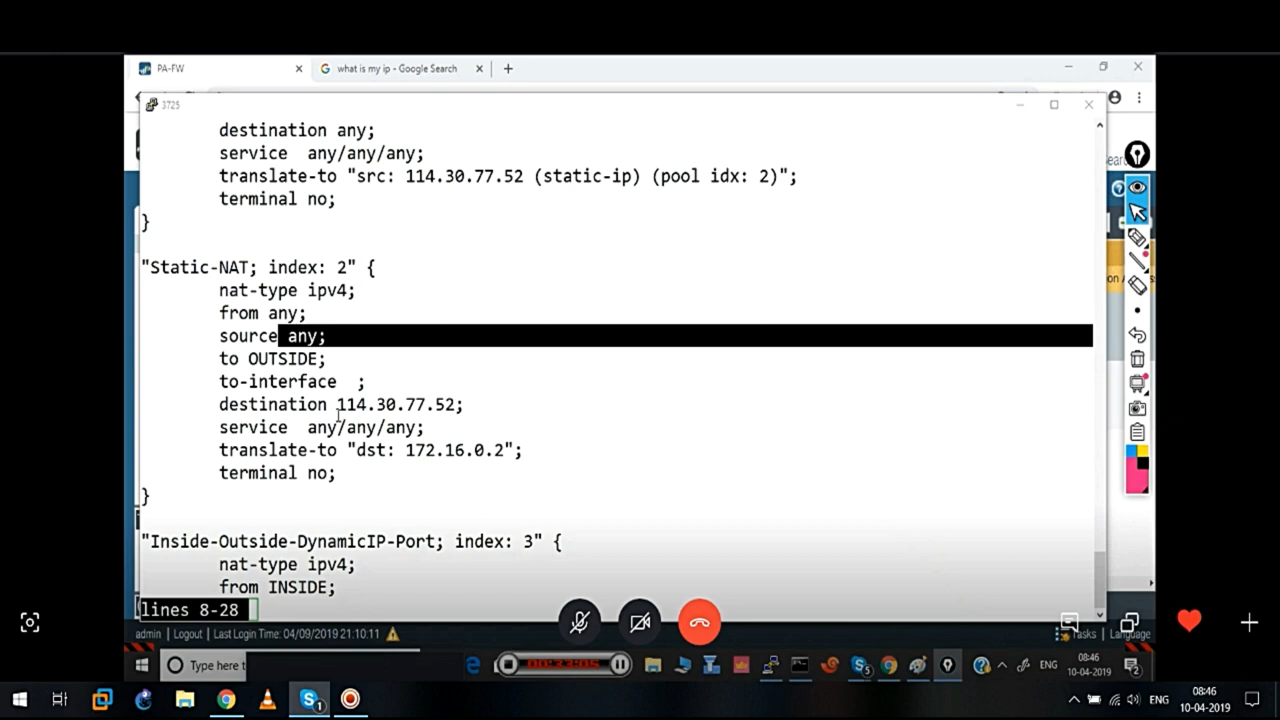 PA-FW
what is my ip - Google Search
3725
destination any;
service any/any/any;
translate-to "src: 114.30.77.52 (static-ip) (pool idx: 2)";
terminal no;
}
"Static-NAT; index: 2" {
nat-type ipv4;
from any;
source any;
to OUTSIDE;
to-interface ;
destination 114.30.77.52;
service any/any/any;
translate-to "dst: 172.16.0.2";
terminal no;
}
"Inside-Outside-DynamicIP-Port; index: 3" {
nat-type ipv4;
from INSIDE;
lines 8-28
admin | Logout | Last Login Time: 04/09/2019 21:10:11
Tasks | Language
Type here t
ENG
08:46
10-04-2019
2
ENG
08:46
10-04-2019